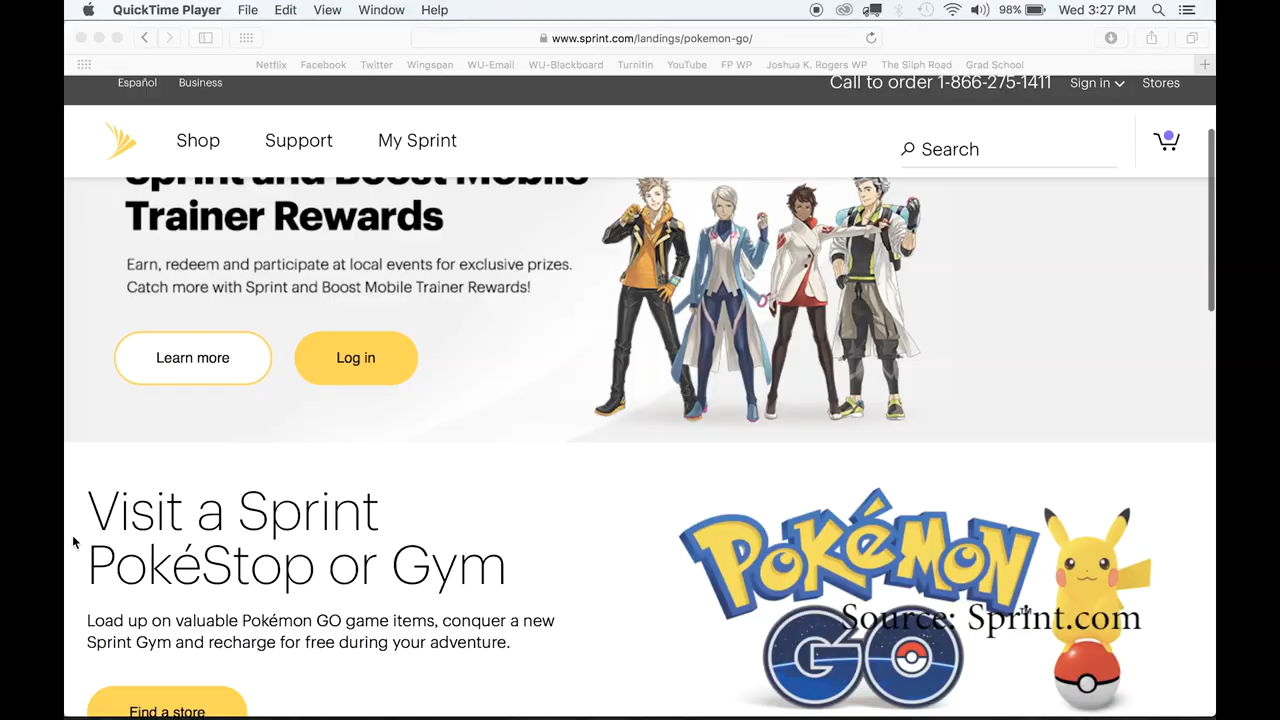 QuickTime Player File Edit View Window Help 98% Wed 3:27 PM
www.sprint.com/landings/pokemon-go/
Netflix Facebook Twitter Wingspan WU-Email WU-Blackboard Turnitin YouTube FP WP Joshua K. Rogers WP The Silph Road Grad School
Español Business Call to order 1-866-275-1411 Sign in Stores
Shop Support My Sprint Search
Sprint and Boost Mobile
Trainer Rewards
Earn, redeem and participate at local events for exclusive prizes.
Catch more with Sprint and Boost Mobile Trainer Rewards!
Learn more Log in
Visit a Sprint
PokéStop or Gym
Load up on valuable Pokémon GO game items, conquer a new
Sprint Gym and recharge for free during your adventure.
Find a store
POKéMON
GO
TM
Source: Sprint.com